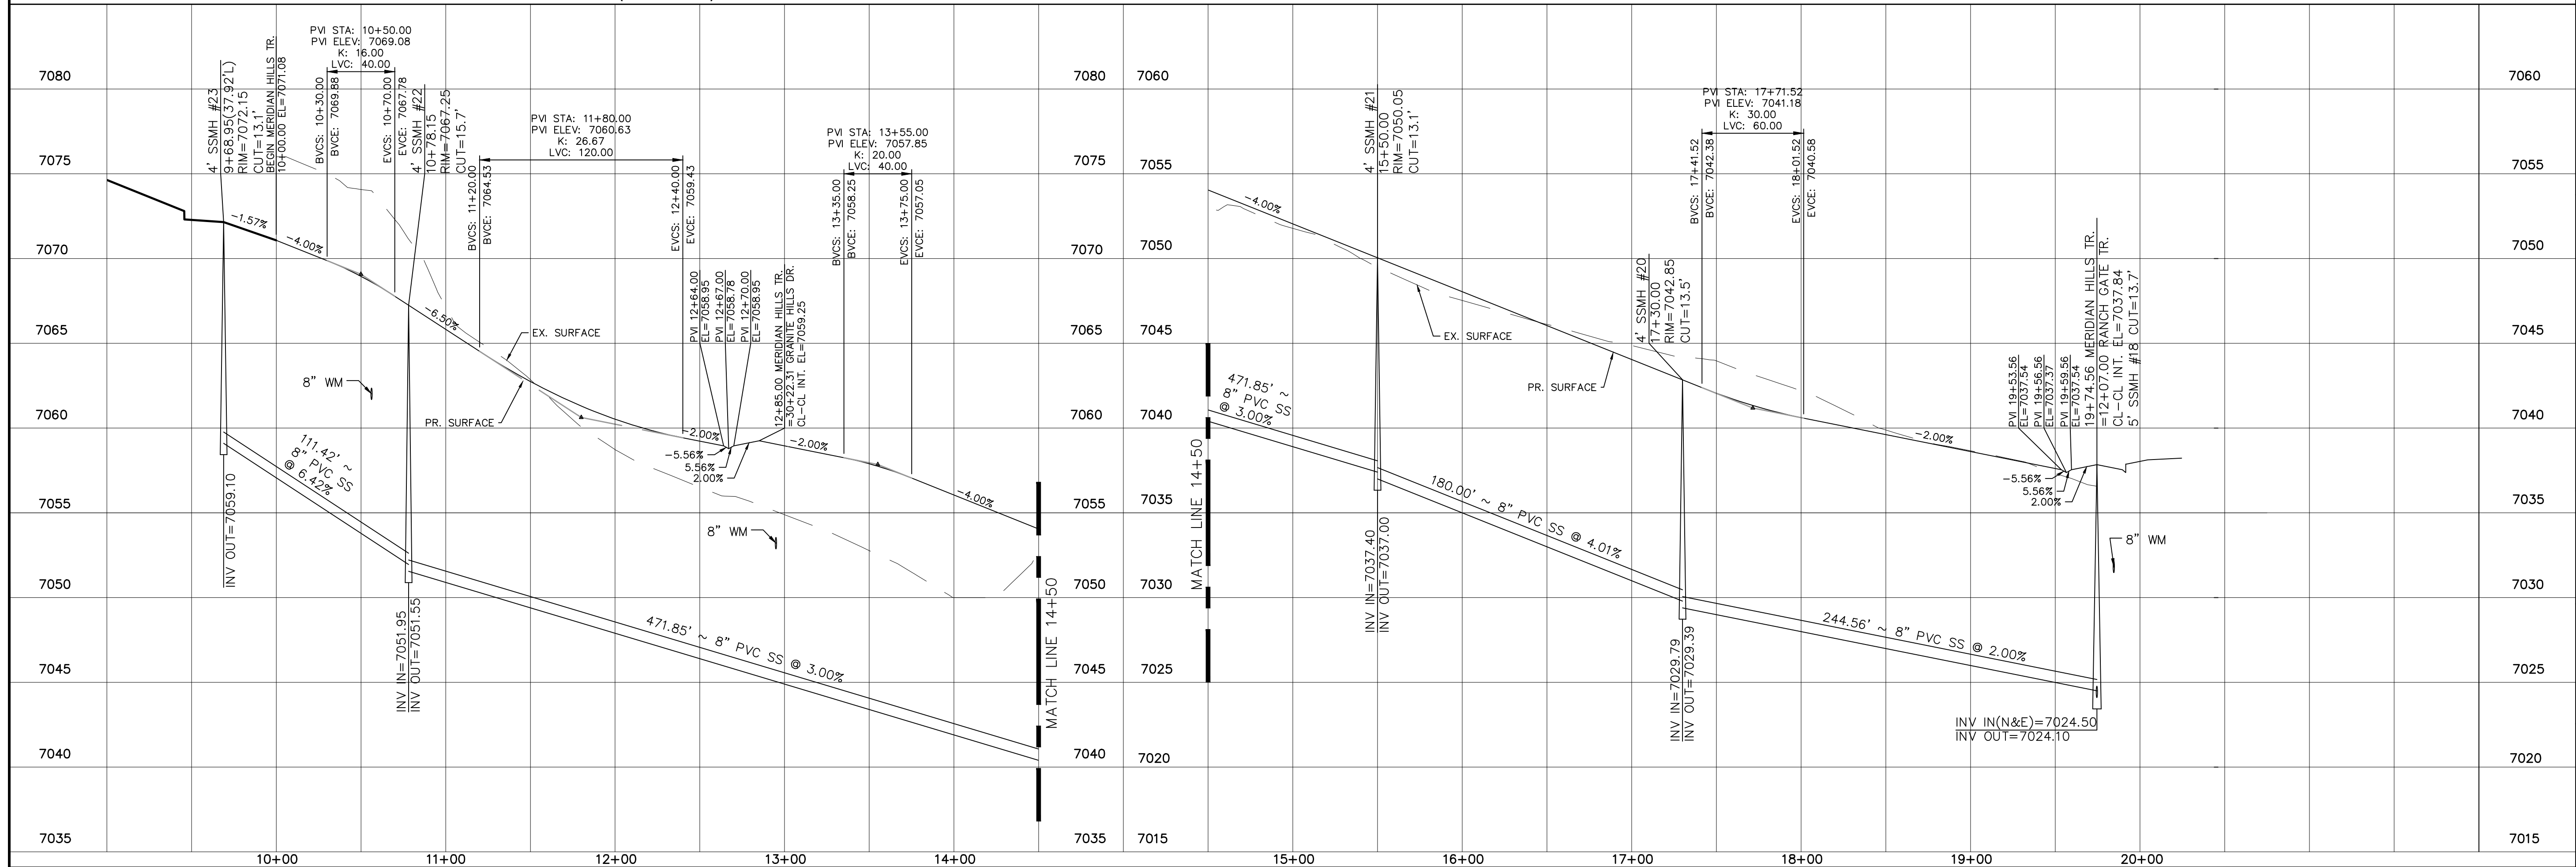 PVI STA: 10+50.00
PVI ELEV: 7069.08
K: 16.00
LVC: 40.00
7080
7075
7070
7065
7060
7055
7050
7045
7040
7035
4' SSMH #23
9+68.95(37.92'L)
RIM=7072.15
CUT=13.1'
BEGIN MERIDIAN HILLS TR.
10+00.00 EL=7071.08
BVCS: 10+30.00
BVCE: 7069.88
EVCS: 10+70.00
EVCE: 7067.78
4' SSMH #22
10+78.15
RIM=7067.25
CUT=15.7'
PVI STA: 11+80.00
PVI ELEV: 7060.63
K: 26.67
LVC: 120.00
BVCS: 11+20.00
BVCE: 7064.53
EVCS: 12+40.00
EVCE: 7059.43
PVI STA: 13+55.00
PVI ELEV: 7057.85
K: 20.00
LVC: 40.00
BVCS: 13+35.00
BVCE: 7058.25
EVCS: 13+75.00
EVCE: 7057.05
PVI 12+64.00
EL=7058.95
PVI 12+67.00
EL=7058.78
PVI 12+70.00
EL=7058.95
12+85.00 MERIDIAN HILLS TR.
=30+22.31 GRANITE HILLS DR.
CL-CL INT. EL=7059.25
-1.57%
-4.00%
-6.50%
EX. SURFACE
8" WM
PR. SURFACE
-2.00%
-5.56%
5.56%
2.00%
-2.00%
-4.00%
8" WM
111.42' ~
8" PVC SS
@ 6.42%
INV OUT=7059.10
INV IN=7051.95
INV OUT=7051.55
471.85' ~ 8" PVC SS @ 3.00%
MATCH LINE 14+50
7080
7075
7070
7065
7060
7055
7050
7045
7040
7035
10+00
11+00
12+00
13+00
14+00
7060
7055
7050
7045
7040
7035
7030
7025
7020
7015
MATCH LINE 14+50
4' SSMH #21
15+50.00
RIM=7050.05
CUT=13.1'
PVI STA: 17+71.52
PVI ELEV: 7041.18
K: 30.00
LVC: 60.00
BVCS: 17+41.52
BVCE: 7042.38
EVCS: 18+01.52
EVCE: 7040.58
4' SSMH #20
17+30.00
RIM=7042.85
CUT=13.5'
-4.00%
EX. SURFACE
PR. SURFACE
471.85' ~
8" PVC SS
@ 3.00%
180.00' ~ 8" PVC SS @ 4.01%
INV IN=7037.40
INV OUT=7037.00
INV IN=7029.79
INV OUT=7029.39
244.56' ~ 8" PVC SS @ 2.00%
-2.00%
PVI 19+53.56
EL=7037.54
PVI 19+56.56
EL=7037.37
PVI 19+59.56
EL=7037.54
19+74.56 MERIDIAN HILLS TR.
=12+07.00 RANCH GATE TR.
CL-CL INT. EL=7037.84
5' SSMH #18 CUT=13.7'
-5.56%
5.56%
2.00%
8" WM
INV IN(N&E)=7024.50
INV OUT=7024.10
7060
7055
7050
7045
7040
7035
7030
7025
7020
7015
15+00
16+00
17+00
18+00
19+00
20+00